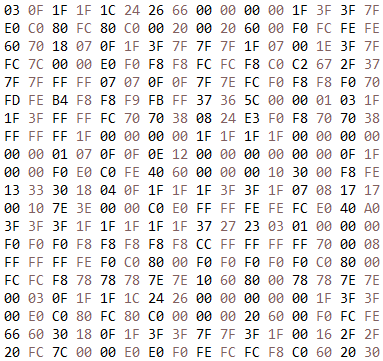 03 0F 1F 1F 1C 24 26 66 00 00 00 00 1F 3F 3F 7F
E0 C0 80 FC 80 C0 00 20 00 20 60 00 F0 FC FE FE
60 70 18 07 0F 1F 3F 7F 7F 7F 1F 07 00 1E 3F 7F
FC 7C 00 00 E0 F0 F8 F8 FC FC F8 C0 C2 67 2F 37
7F 7F FF FF 07 07 0F 0F 7F 7E FC F0 F8 F8 F0 70
FD FE B4 F8 F8 F9 FB FF 37 36 5C 00 00 01 03 1F
1F 3F FF FF FC 70 70 38 08 24 E3 F0 F8 70 70 38
FF FF FF 1F 00 00 00 00 1F 1F 1F 1F 00 00 00 00
00 00 01 07 0F 0F 0E 12 00 00 00 00 00 00 0F 1F
00 00 F8 E0 C0 FE 40 60 00 00 00 10 30 00 F8 FE
13 33 30 18 04 0F 1F 1F 1F 3F 3F 1F 07 08 17 17
00 10 7E 3E 00 00 C0 E0 FF FF FE FE FC E0 40 A0
3F 3F 3F 1F 1F 1F 1F 1F 37 27 23 03 01 00 00 00
F0 F0 F0 F8 F8 F8 F8 F8 CC FF FF FF FF 70 00 08
FF FF FF FE F0 C0 80 00 F0 F0 F0 F0 F0 C0 80 00
FC FC F8 78 78 78 7E 7E 10 60 80 00 78 78 7E 7E
00 03 0F 1F 1F 1C 24 26 00 00 00 00 00 1F 3F 3F
00 E0 C0 80 FC 80 C0 00 00 00 20 60 00 F0 FC FE
66 60 30 18 0F 1F 3F 3F 7F 7F 3F 1F 00 16 2F 2F
20 FC 7C 00 00 E0 E0 F0 FE FC FC F8 C0 60 20 30